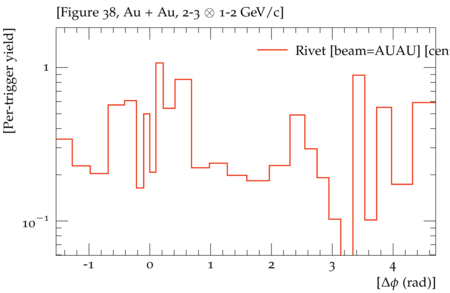 [Figure 38, Au + Au, 2-3 ⊗ 1-2 GeV/c]
[Per-trigger yield]
Rivet [beam=AUAU] [cen
1
10⁻¹
-1 0 1 2 3 4
[Δϕ (rad)]